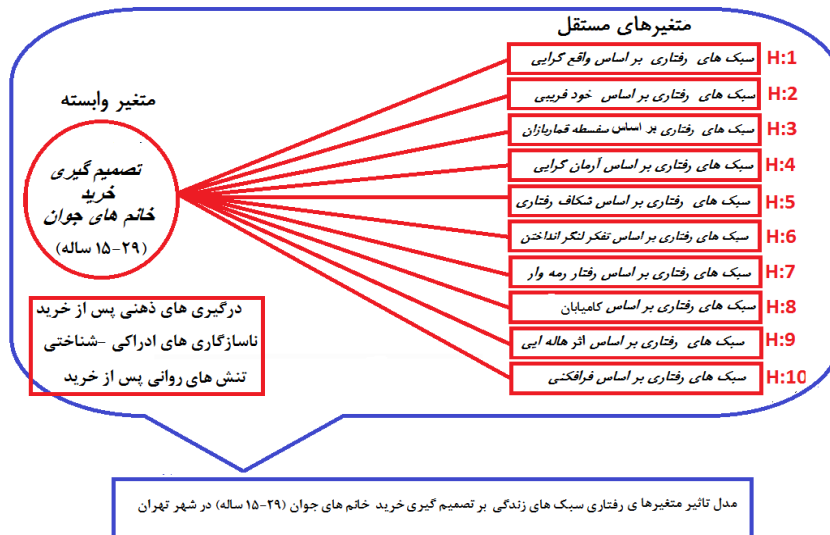 متغیرهای مستقل
سبک های رفتاری بر اساس واقع گرایی
H:1
سبک های رفتاری بر اساس خود فریبی
H:2
سبک های رفتاری بر اساس سفسطه قماربازان
H:3
سبک های رفتاری بر اساس آرمان گرایی
H:4
سبک های رفتاری بر اساس شکاف رفتاری
H:5
سبک های رفتاری بر اساس تفکر لنگر انداختن
H:6
سبک های رفتاری بر اساس رفتار رمه وار
H:7
سبک های رفتاری بر اساس کامیابان
H:8
سبک های رفتاری بر اساس اثر هاله ایی
H:9
سبک های رفتاری بر اساس فرافکنی
H:10
متغیر وابسته
تصمیم گیری
خرید
خانم های جوان
(۲۹-۱۵ ساله)
درگیری های ذهنی پس از خرید
ناسازگاری های ادراکی -شناختی
تنش های روانی پس از خرید
مدل تاثیر متغیرها ی رفتاری سبک های زندگی بر تصمیم گیری خرید خانم های جوان (۲۹-۱۵ ساله) در شهر تهران